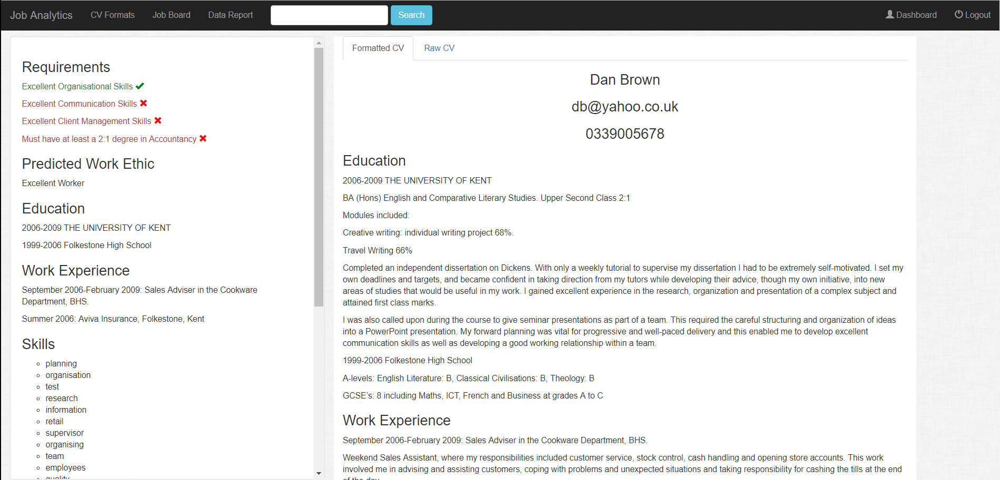 Job Analytics CV Formats Job Board Data Report Search Dashboard Logout
Requirements
Excellent Organisational Skills
Excellent Communication Skills
Excellent Client Management Skills
Must have at least a 2:1 degree in Accountancy
Predicted Work Ethic
Excellent Worker
Education
2006-2009 THE UNIVERSITY OF KENT
1999-2006 Folkestone High School
Work Experience
September 2006-February 2009: Sales Adviser in the Cookware
Department, BHS.
Summer 2006: Aviva Insurance, Folkestone, Kent
Skills
planning
organisation
test
research
information
retail
supervisor
organising
team
employees
quality
Formatted CV Raw CV
Dan Brown
db@yahoo.co.uk
0339005678
Education
2006-2009 THE UNIVERSITY OF KENT
BA (Hons) English and Comparative Literary Studies. Upper Second Class 2:1
Modules included:
Creative writing: individual writing project 68%.
Travel Writing 66%
Completed an independent dissertation on Dickens. With only a weekly tutorial to supervise my dissertation I had to be extremely self-motivated. I set my
own deadlines and targets, and became confident in taking direction from my tutors while developing their advice, though my own initiative, into new
areas of studies that would be useful in my work. I gained excellent experience in the research, organization and presentation of a complex subject and
attained first class marks.
I was also called upon during the course to give seminar presentations as part of a team. This required the careful structuring and organization of ideas
into a PowerPoint presentation. My forward planning was vital for progressive and well-paced delivery and this enabled me to develop excellent
communication skills as well as developing a good working relationship within a team.
1999-2006 Folkestone High School
A-levels: English Literature: B, Classical Civilisations: B, Theology: B
GCSE's: 8 including Maths, ICT, French and Business at grades A to C
Work Experience
September 2006-February 2009: Sales Adviser in the Cookware Department, BHS.
Weekend Sales Assistant, where my responsibilities included customer service, stock control, cash handling and opening store accounts. This work
involved me in advising and assisting customers, coping with problems and unexpected situations and taking responsibility for cashing the tills at the end
of the day